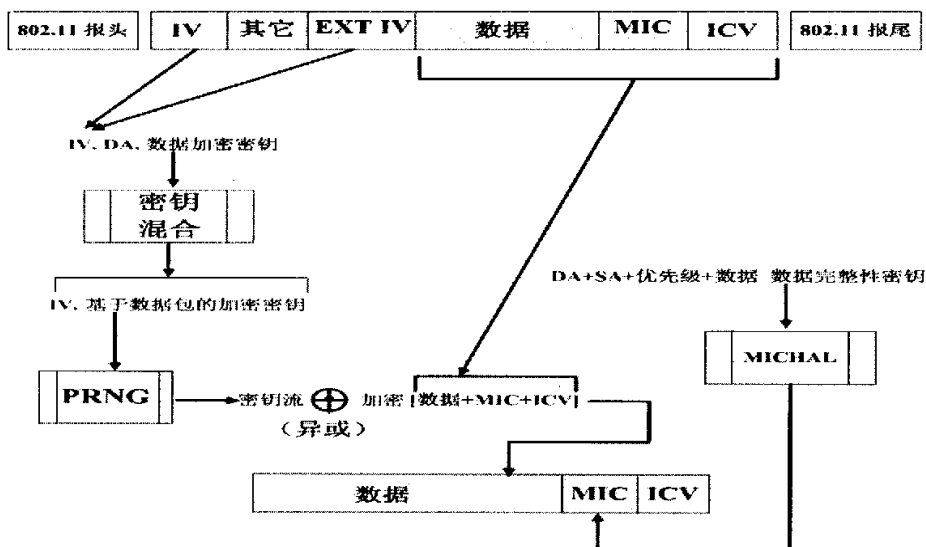 802.11 报头 IV 其它 EXT IV 数据 MIC ICV 802.11 报尾
IV, DA, 数据加密密钥
密钥
混合
DA+SA+优先级+数据 数据完整性密钥
IV, 基于数据包的加密密钥
MICHAL
PRNG 密钥流 加密 数据+MIC+ICV
（异或）
数据 MIC ICV